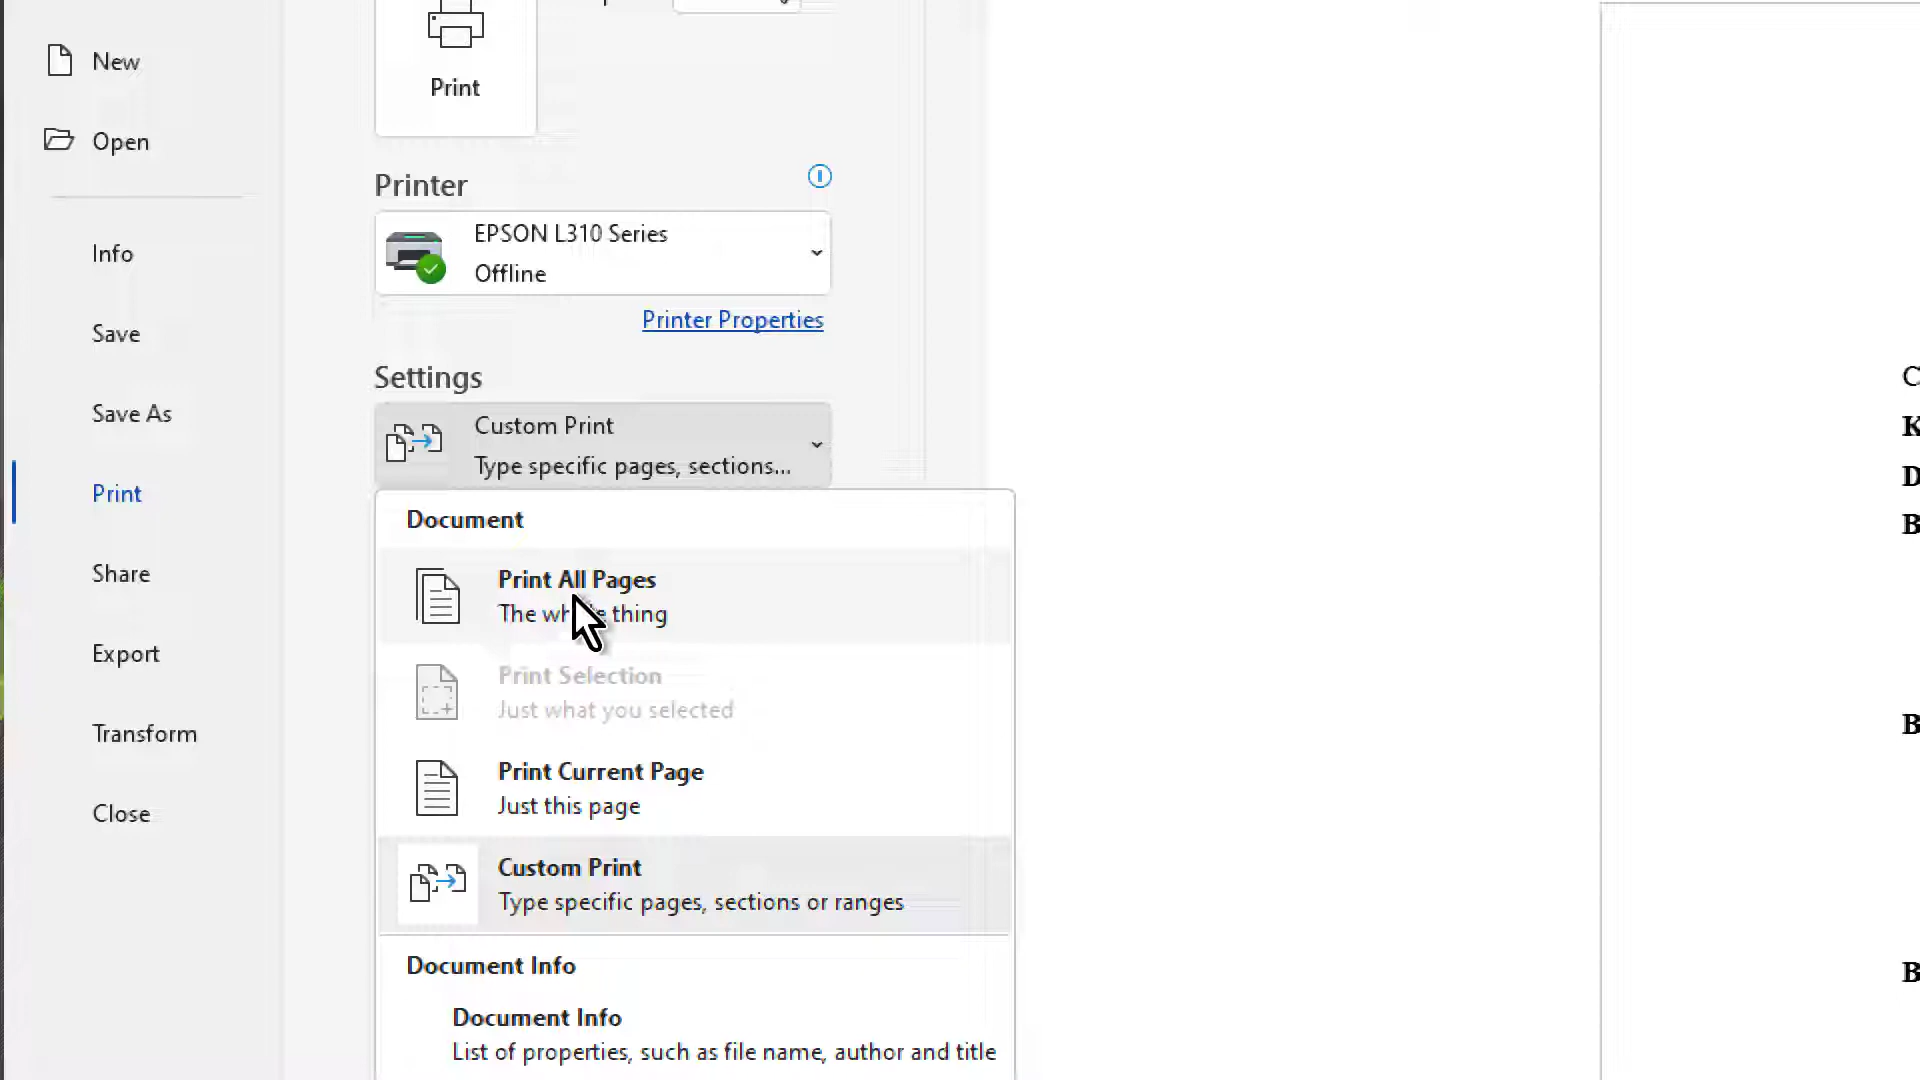 New
Open
Info
Save
Save As
Print
Share
Export
Transform
Close
Print
Printer
EPSON L310 Series
Offline
Printer Properties
Settings
Custom Print
Type specific pages, sections...
Document
Print All Pages
The whole thing
Print Selection
Just what you selected
Print Current Page
Just this page
Custom Print
Type specific pages, sections or ranges
Document Info
Document Info
List of properties, such as file name, author and title
C
K
D
B
B
B